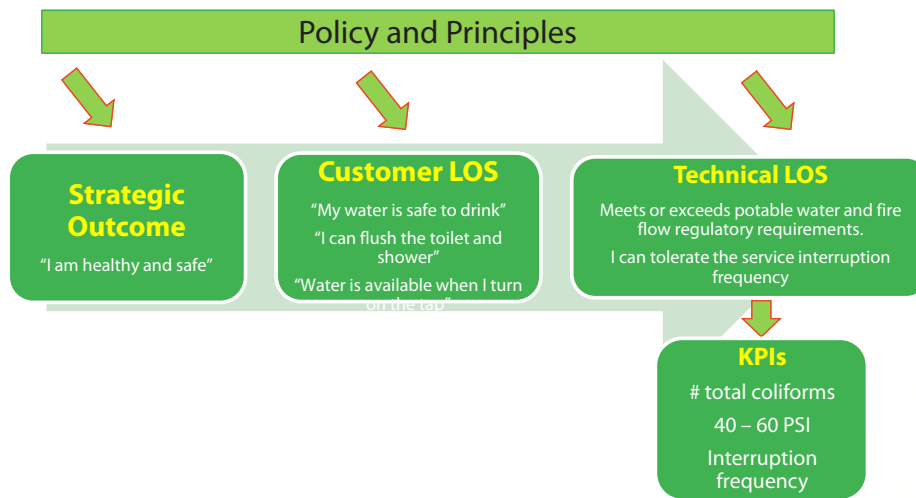 Policy and Principles
Strategic
Outcome
“I am healthy and safe”
Customer LOS
“My water is safe to drink”
“I can flush the toilet and
shower”
“Water is available when I turn
on the tap”
Technical LOS
Meets or exceeds potable water and fire
flow regulatory requirements.
I can tolerate the service interruption
frequency
KPIs
# total coliforms
40 – 60 PSI
Interruption
frequency